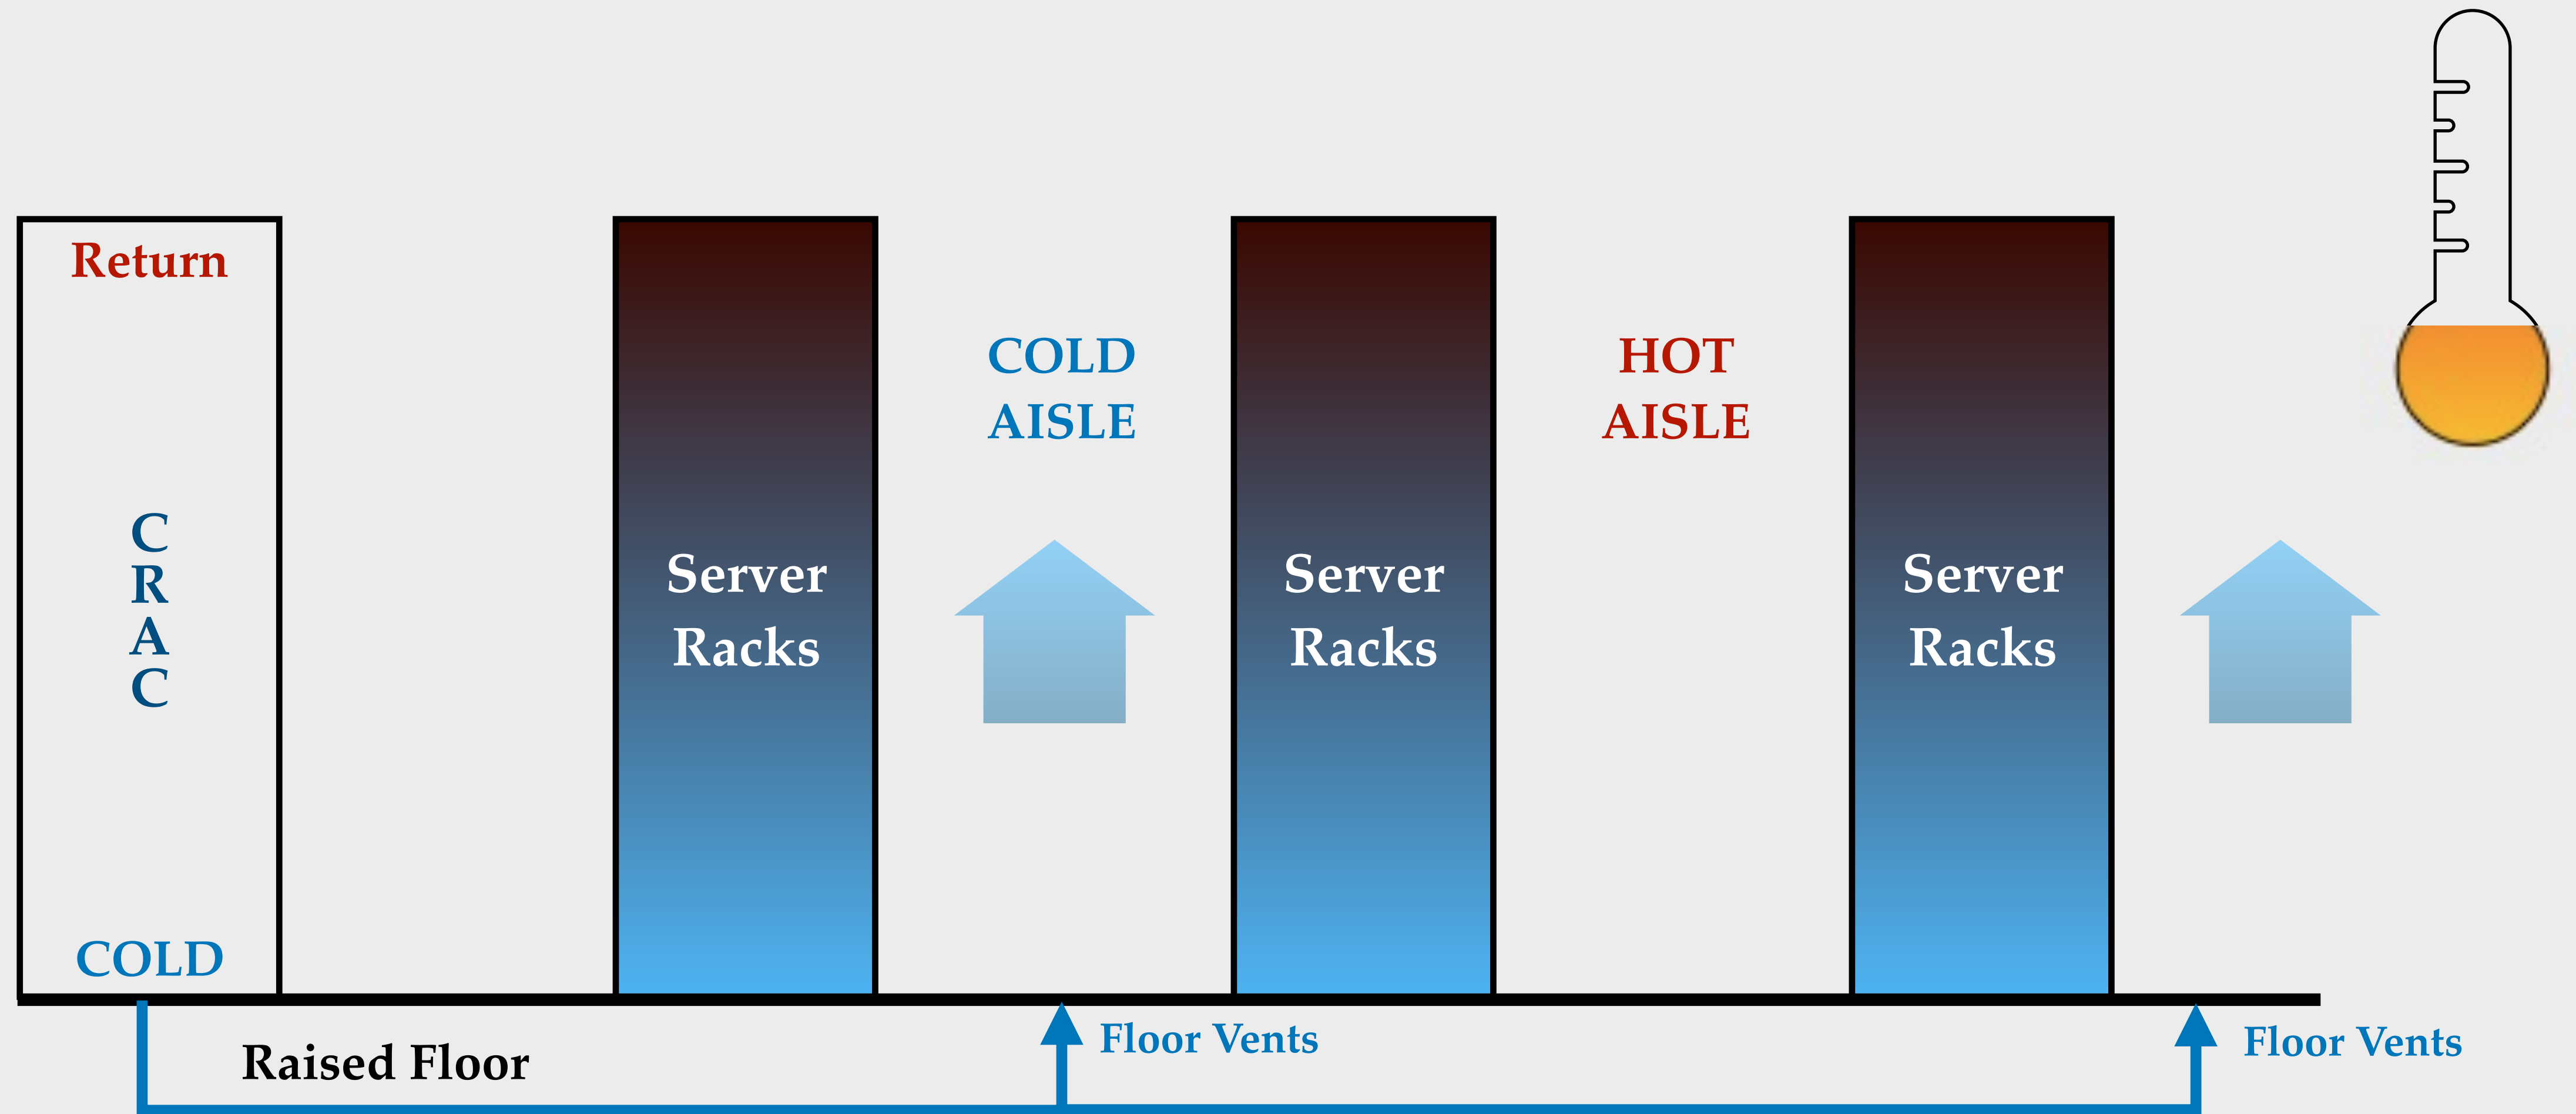 Return
C
R
A
C
COLD
Server
Racks
COLD
AISLE
Server
Racks
HOT
AISLE
Server
Racks
Raised Floor
Floor Vents
Floor Vents